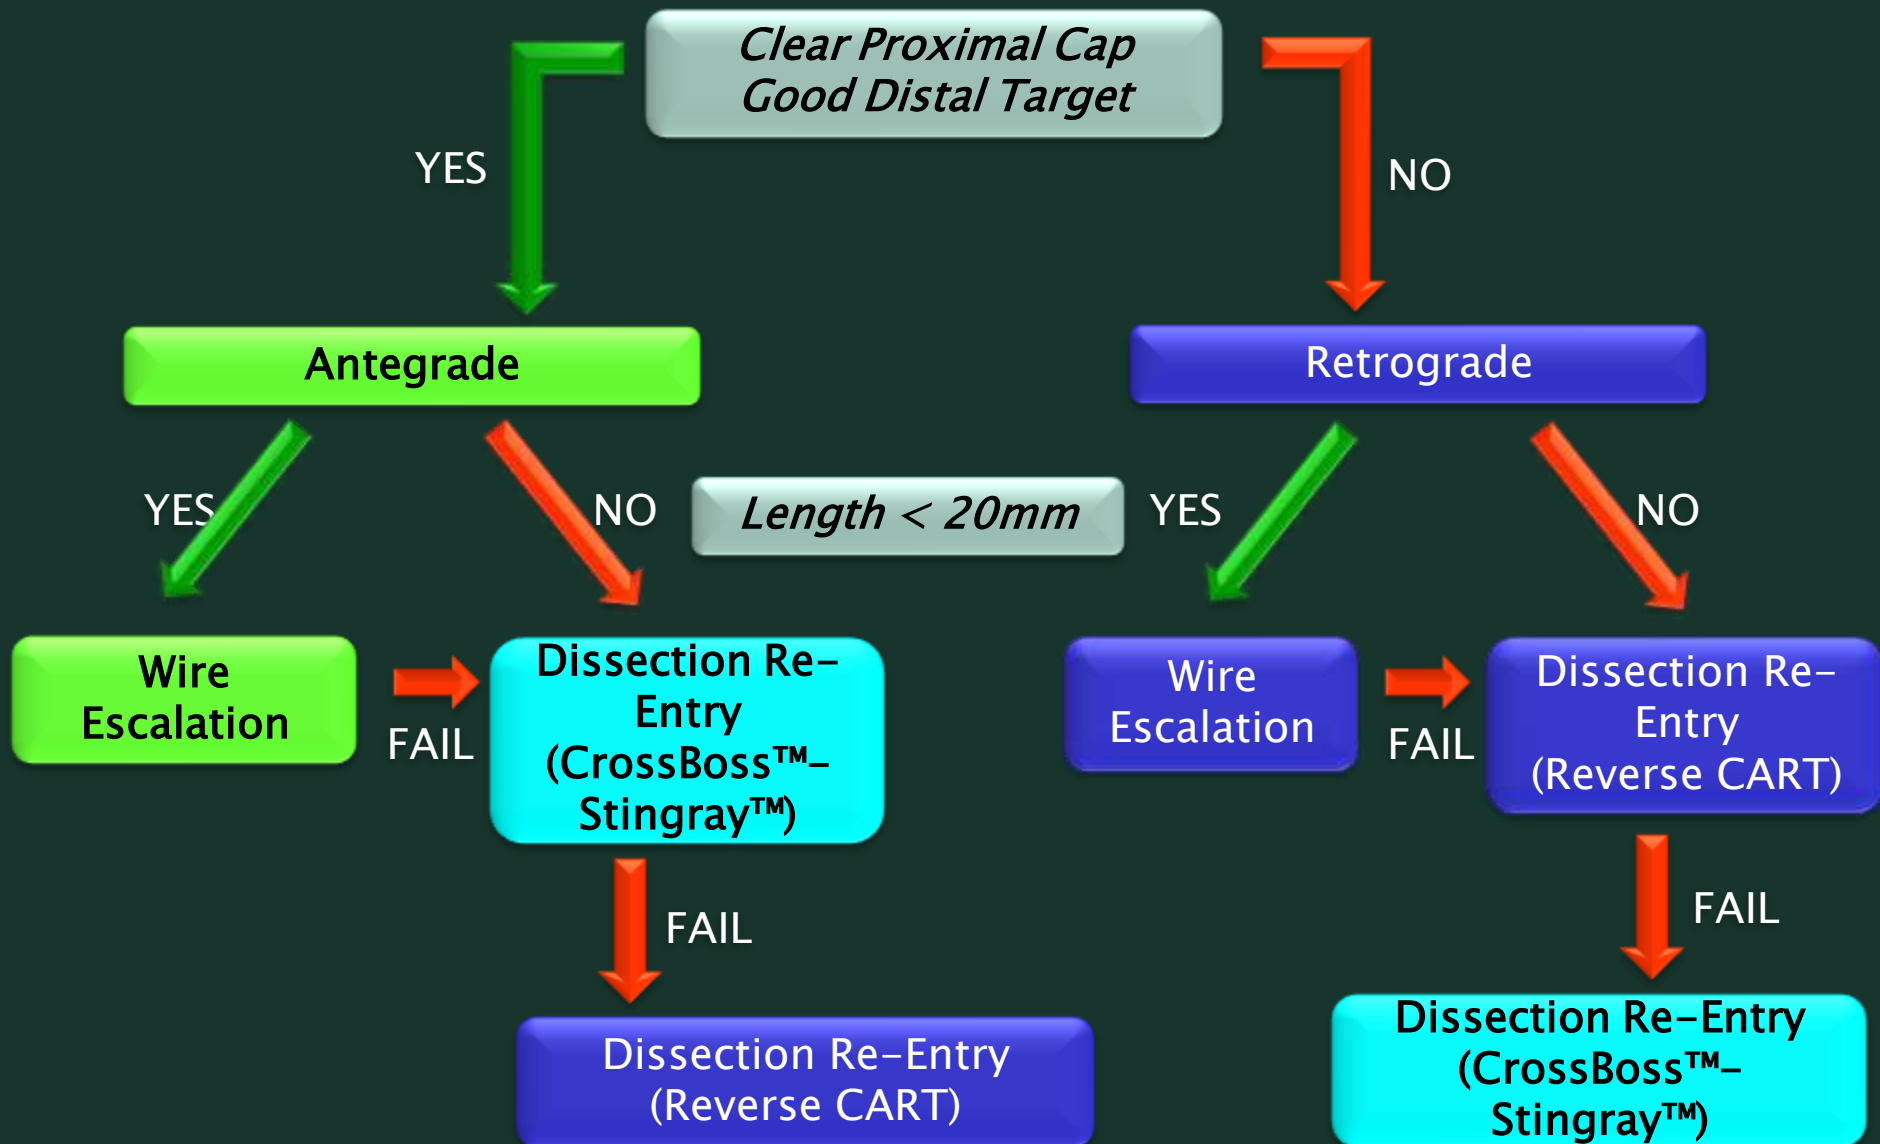 Clear Proximal Cap
Good Distal Target
YES
NO
Antegrade
Retrograde
YES
NO
Length < 20mm
YES
NO
Wire
Escalation
FAIL
Dissection Re-
Entry
(CrossBoss™-
Stingray™)
Wire
Escalation
FAIL
Dissection Re-
Entry
(Reverse CART)
FAIL
FAIL
Dissection Re-Entry
(Reverse CART)
Dissection Re-Entry
(CrossBoss™-
Stingray™)